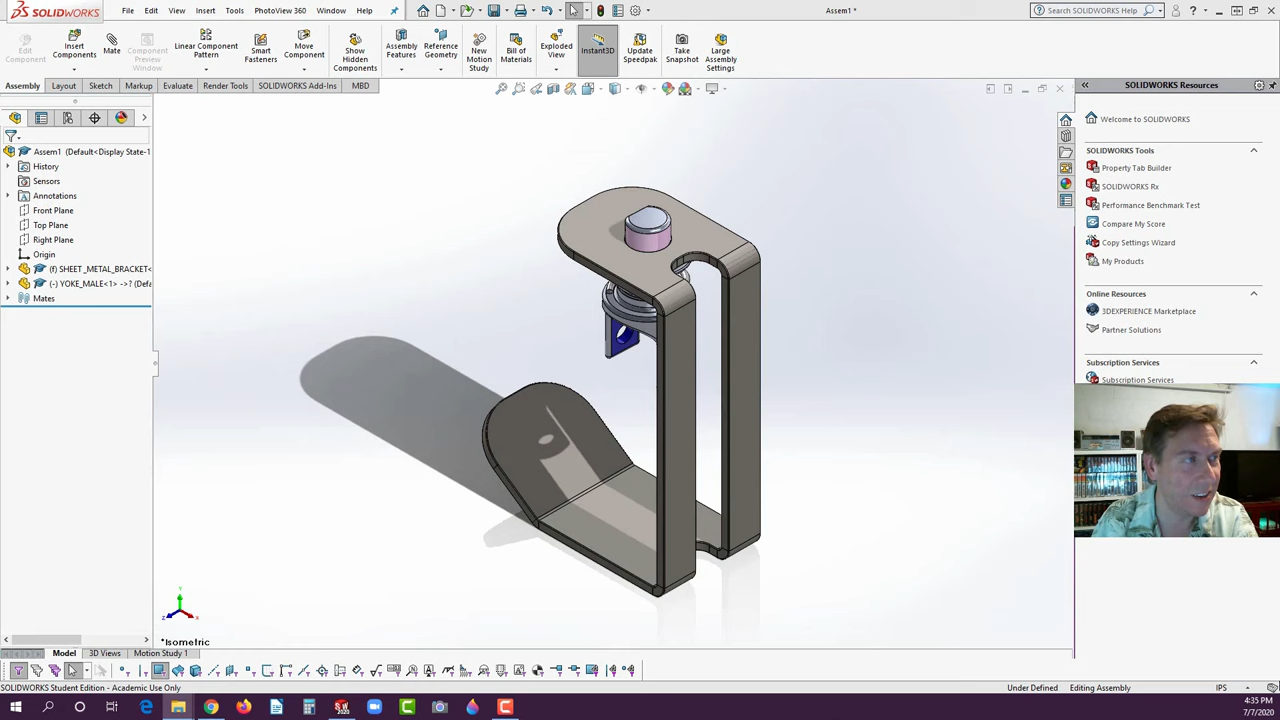 SOLIDWORKS
File Edit View Insert Tools PhotoView 360 Window Help
Assem1 *
Search SOLIDWORKS Help
Edit Component
Insert Components
Mate
Component Preview Window
Linear Component Pattern
Smart Fasteners
Move Component
Show Hidden Components
Assembly Features
Reference Geometry
New Motion Study
Bill of Materials
Exploded View
Instant3D
Update Speedpak
Take Snapshot
Large Assembly Settings
Assembly Layout Sketch Markup Evaluate Render Tools SOLIDWORKS Add-Ins MBD
SOLIDWORKS Resources
Welcome to SOLIDWORKS
SOLIDWORKS Tools
Property Tab Builder
SOLIDWORKS Rx
Performance Benchmark Test
Compare My Score
Copy Settings Wizard
My Products
Online Resources
3DEXPERIENCE Marketplace
Partner Solutions
Subscription Services
Subscription Services
Assem1 (Default<Display State-1
History
Sensors
Annotations
Front Plane
Top Plane
Right Plane
Origin
(f) SHEET_METAL_BRACKET<
(-) YOKE_MALE<1> ->? (Defa
Mates
Y
Z
X
*Isometric
Model 3D Views Motion Study 1
SOLIDWORKS Student Edition - Academic Use Only
Under Defined Editing Assembly IPS
4:35 PM
7/7/2020